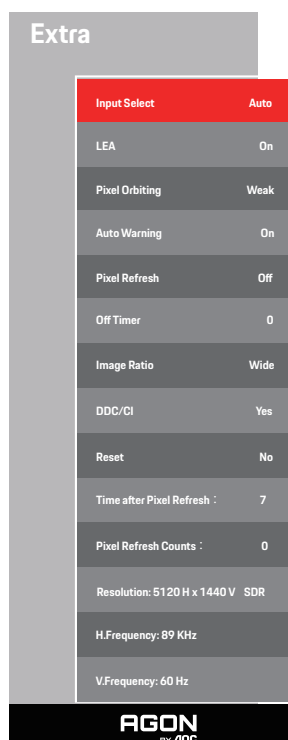 Extra
Input Select Auto
LEA On
Pixel Orbiting Weak
Auto Warning On
Pixel Refresh Off
Off Timer 0
Image Ratio Wide
DDC/CI Yes
Reset No
Time after Pixel Refresh : 7
Pixel Refresh Counts : 0
Resolution: 5120 H x 1440 V SDR
H.Frequency: 89 KHz
V.Frequency: 60 Hz
AGON
BY AOC